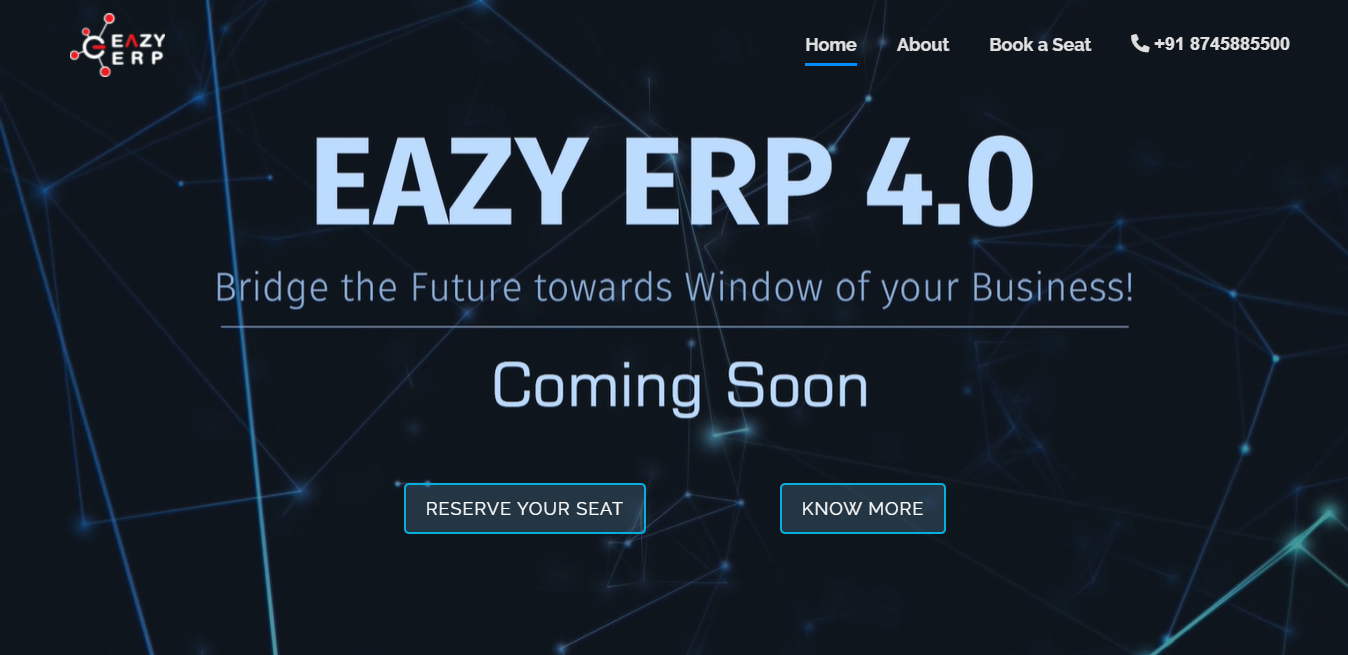 EAZY
ERP
Home
About
Book a Seat
+91 8745885500
EAZY ERP 4.0
Bridge the Future towards Window of your Business!
Coming Soon
RESERVE YOUR SEAT
KNOW MORE